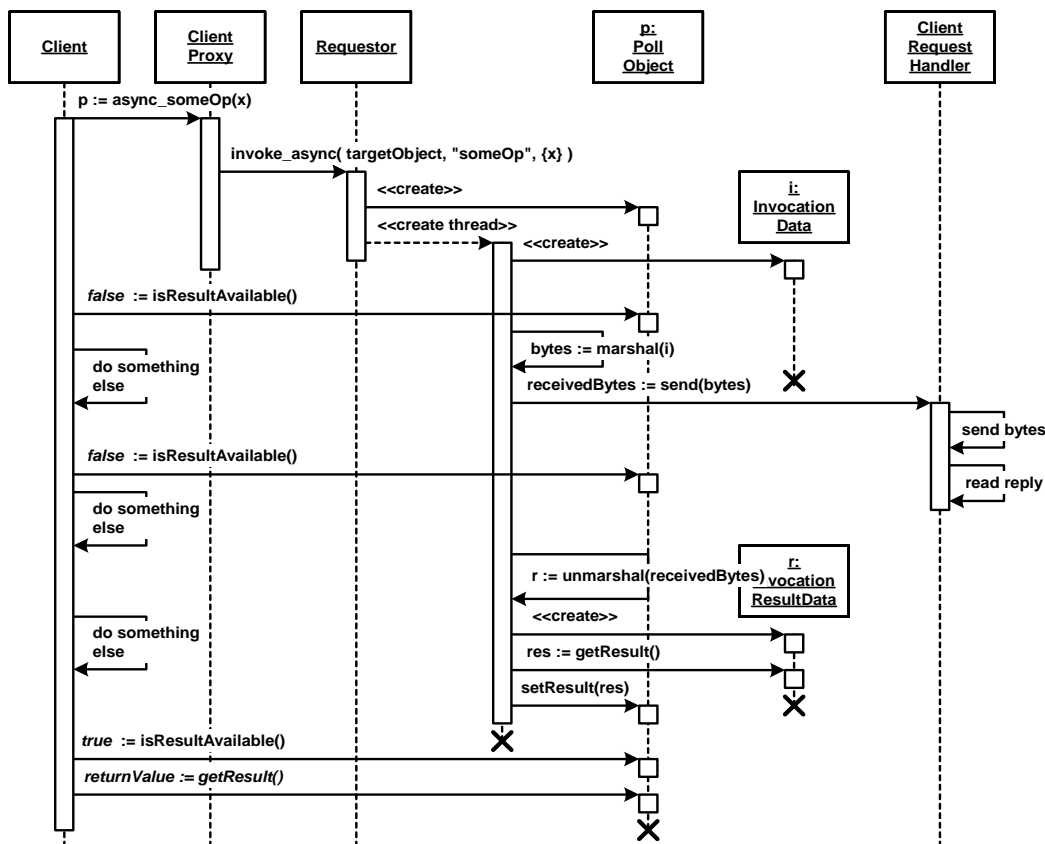 Client
Client
Proxy
Requestor
p:
Poll
Object
Client
Request
Handler
p := async_someOp(x)
invoke_async( targetObject, "someOp", {x} )
<<create>>
i:
Invocation
Data
<<create thread>>
<<create>>
false := isResultAvailable()
bytes := marshal(i)
do something
else
receivedBytes := send(bytes)
send bytes
false := isResultAvailable()
read reply
do something
else
r:
vocation
ResultData
r := unmarshal(receivedBytes)
<<create>>
do something
else
res := getResult()
setResult(res)
true := isResultAvailable()
returnValue := getResult()